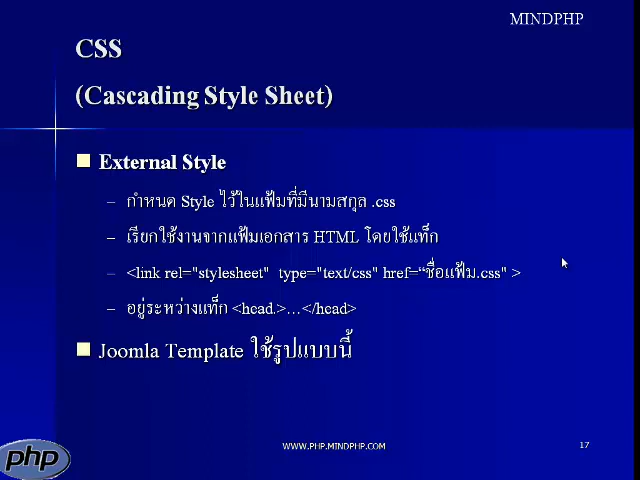 MINDPHP
CSS
(Cascading Style Sheet)
External Style
– กำหนด Style ไว้ในแฟ้มที่มีนามสกุล .css
– เรียกใช้งานจากแฟ้มเอกสาร HTML โดยใช้แท็ก
– <link rel="stylesheet" type="text/css" href=“ชื่อแฟ้ม.css" >
– อยู่ระหว่างแท็ก <head.>…</head>
Joomla Template ใช้รูปแบบนี้
WWW.PHP.MINDPHP.COM
17
php